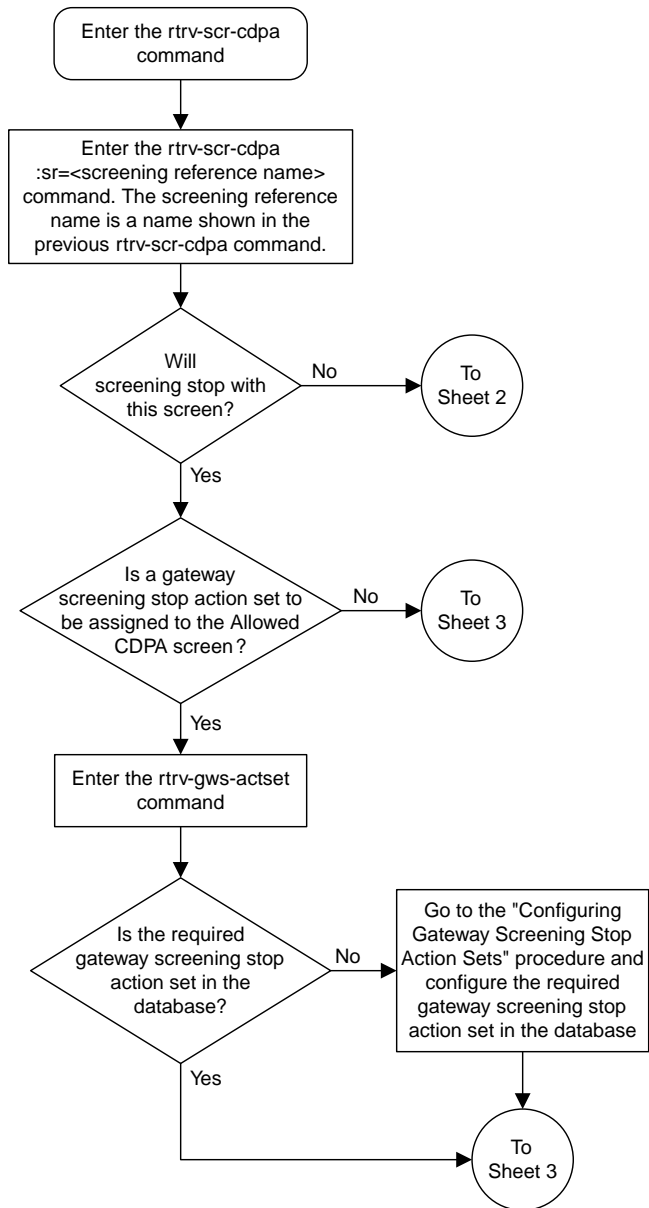 Enter the rtrv-scr-cdpa
command
Enter the rtrv-scr-cdpa
:sr=<screening reference name>
command. The screening reference
name is a name shown in the
previous rtrv-scr-cdpa command.
Will
screening stop with
this screen?
No
To
Sheet 2
Yes
Is a gateway
screening stop action set to
be assigned to the Allowed
CDPA screen?
No
To
Sheet 3
Yes
Enter the rtrv-gws-actset
command
Is the required
gateway screening stop
action set in the
database?
No
Go to the "Configuring
Gateway Screening Stop
Action Sets" procedure and
configure the required
gateway screening stop
action set in the database
Yes
To
Sheet 3